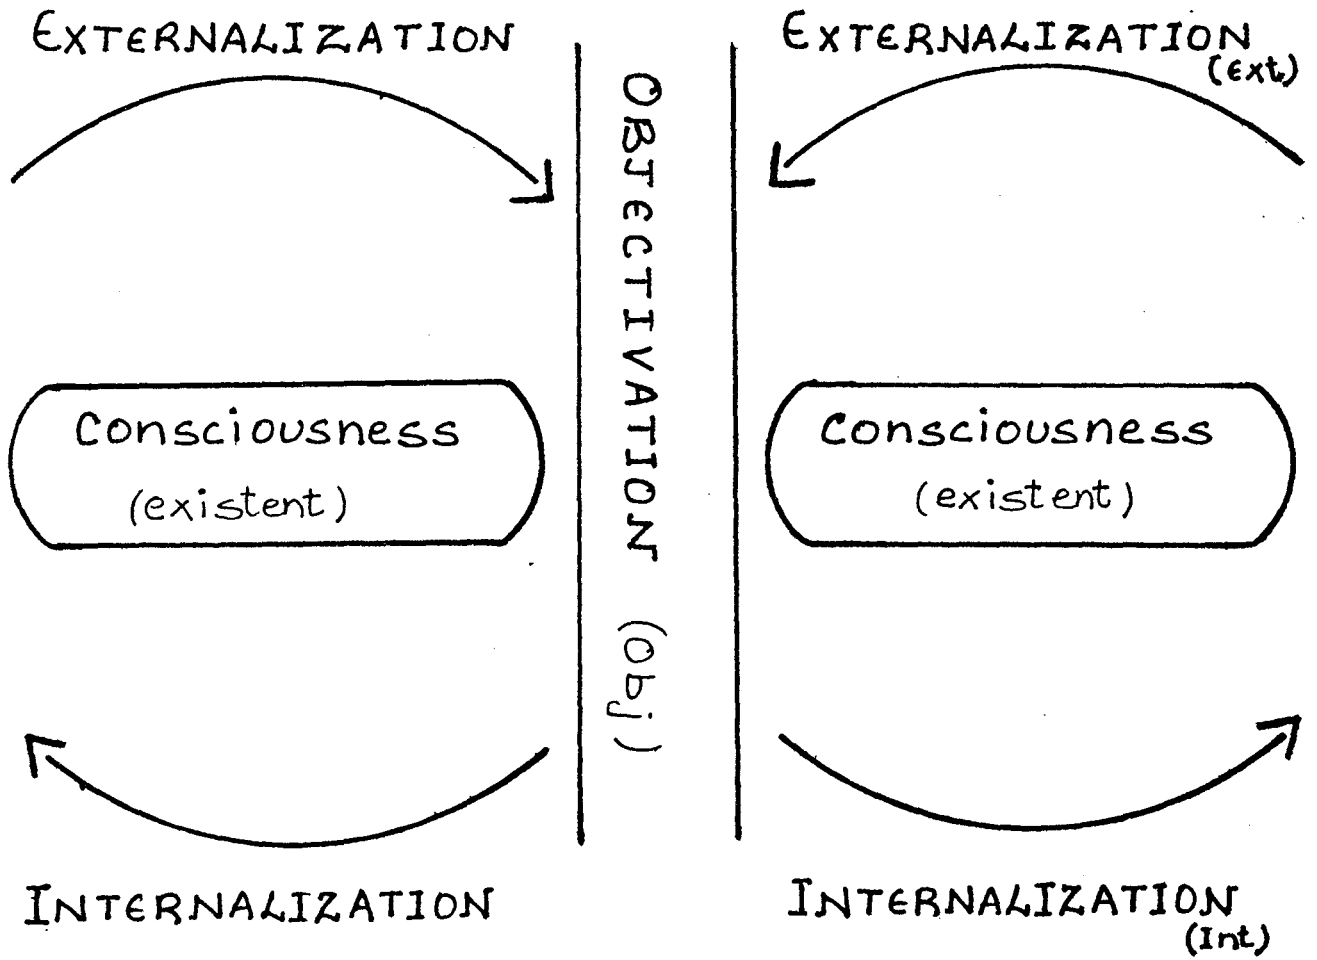 EXTERNALIZATION
Consciousness
(existent)
INTERNALIZATION
OBJECTIVATION (Obj)
EXTERNALIZATION
(Ext.)
Consciousness
(existent)
INTERNALIZATION
(Int)